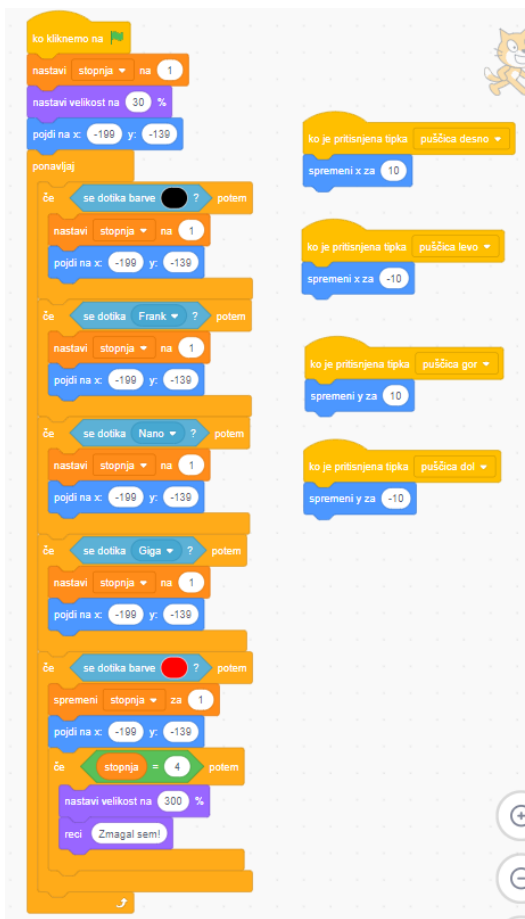 ko kliknemo na
nastavi stopnja na 1
nastavi velikost na 30 %
pojdi na x: -199 y: -139
ponavljaj
če se dotika barve ? potem
nastavi stopnja na 1
pojdi na x: -199 y: -139
če se dotika Frank ? potem
nastavi stopnja na 1
pojdi na x: -199 y: -139
če se dotika Nano ? potem
nastavi stopnja na 1
pojdi na x: -199 y: -139
če se dotika Giga ? potem
nastavi stopnja na 1
pojdi na x: -199 y: -139
če se dotika barve ? potem
spremeni stopnja za 1
pojdi na x: -199 y: -139
če stopnja = 4 potem
nastavi velikost na 300 %
reci Zmagal sem!
ko je pritisnjena tipka puščica desno
spremeni x za 10
ko je pritisnjena tipka puščica levo
spremeni x za -10
ko je pritisnjena tipka puščica gor
spremeni y za 10
ko je pritisnjena tipka puščica dol
spremeni y za -10